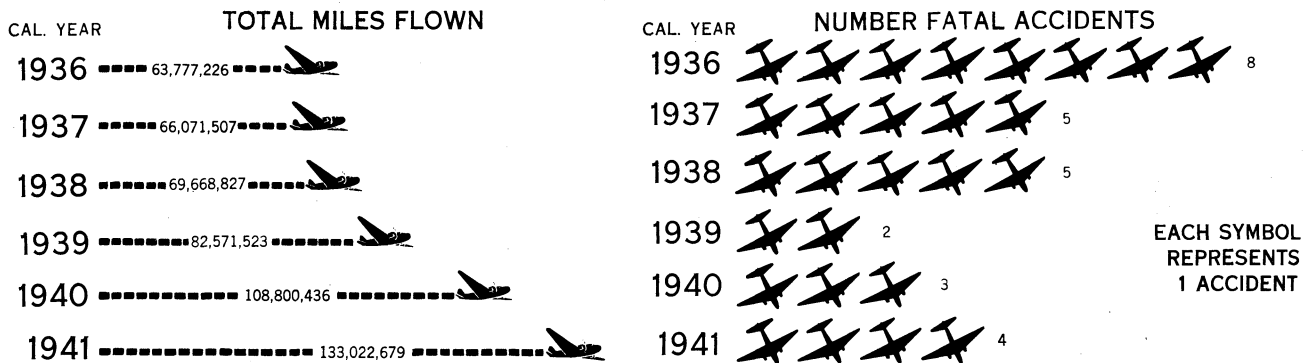 TOTAL MILES FLOWN
CAL. YEAR
1936 63,777,226
1937 66,071,507
1938 69,668,827
1939 82,571,523
1940 108,800,436
1941 133,022,679
NUMBER FATAL ACCIDENTS
CAL. YEAR
1936 8
1937 5
1938 5
1939 2
1940 3
1941 4
EACH SYMBOL
REPRESENTS
1 ACCIDENT